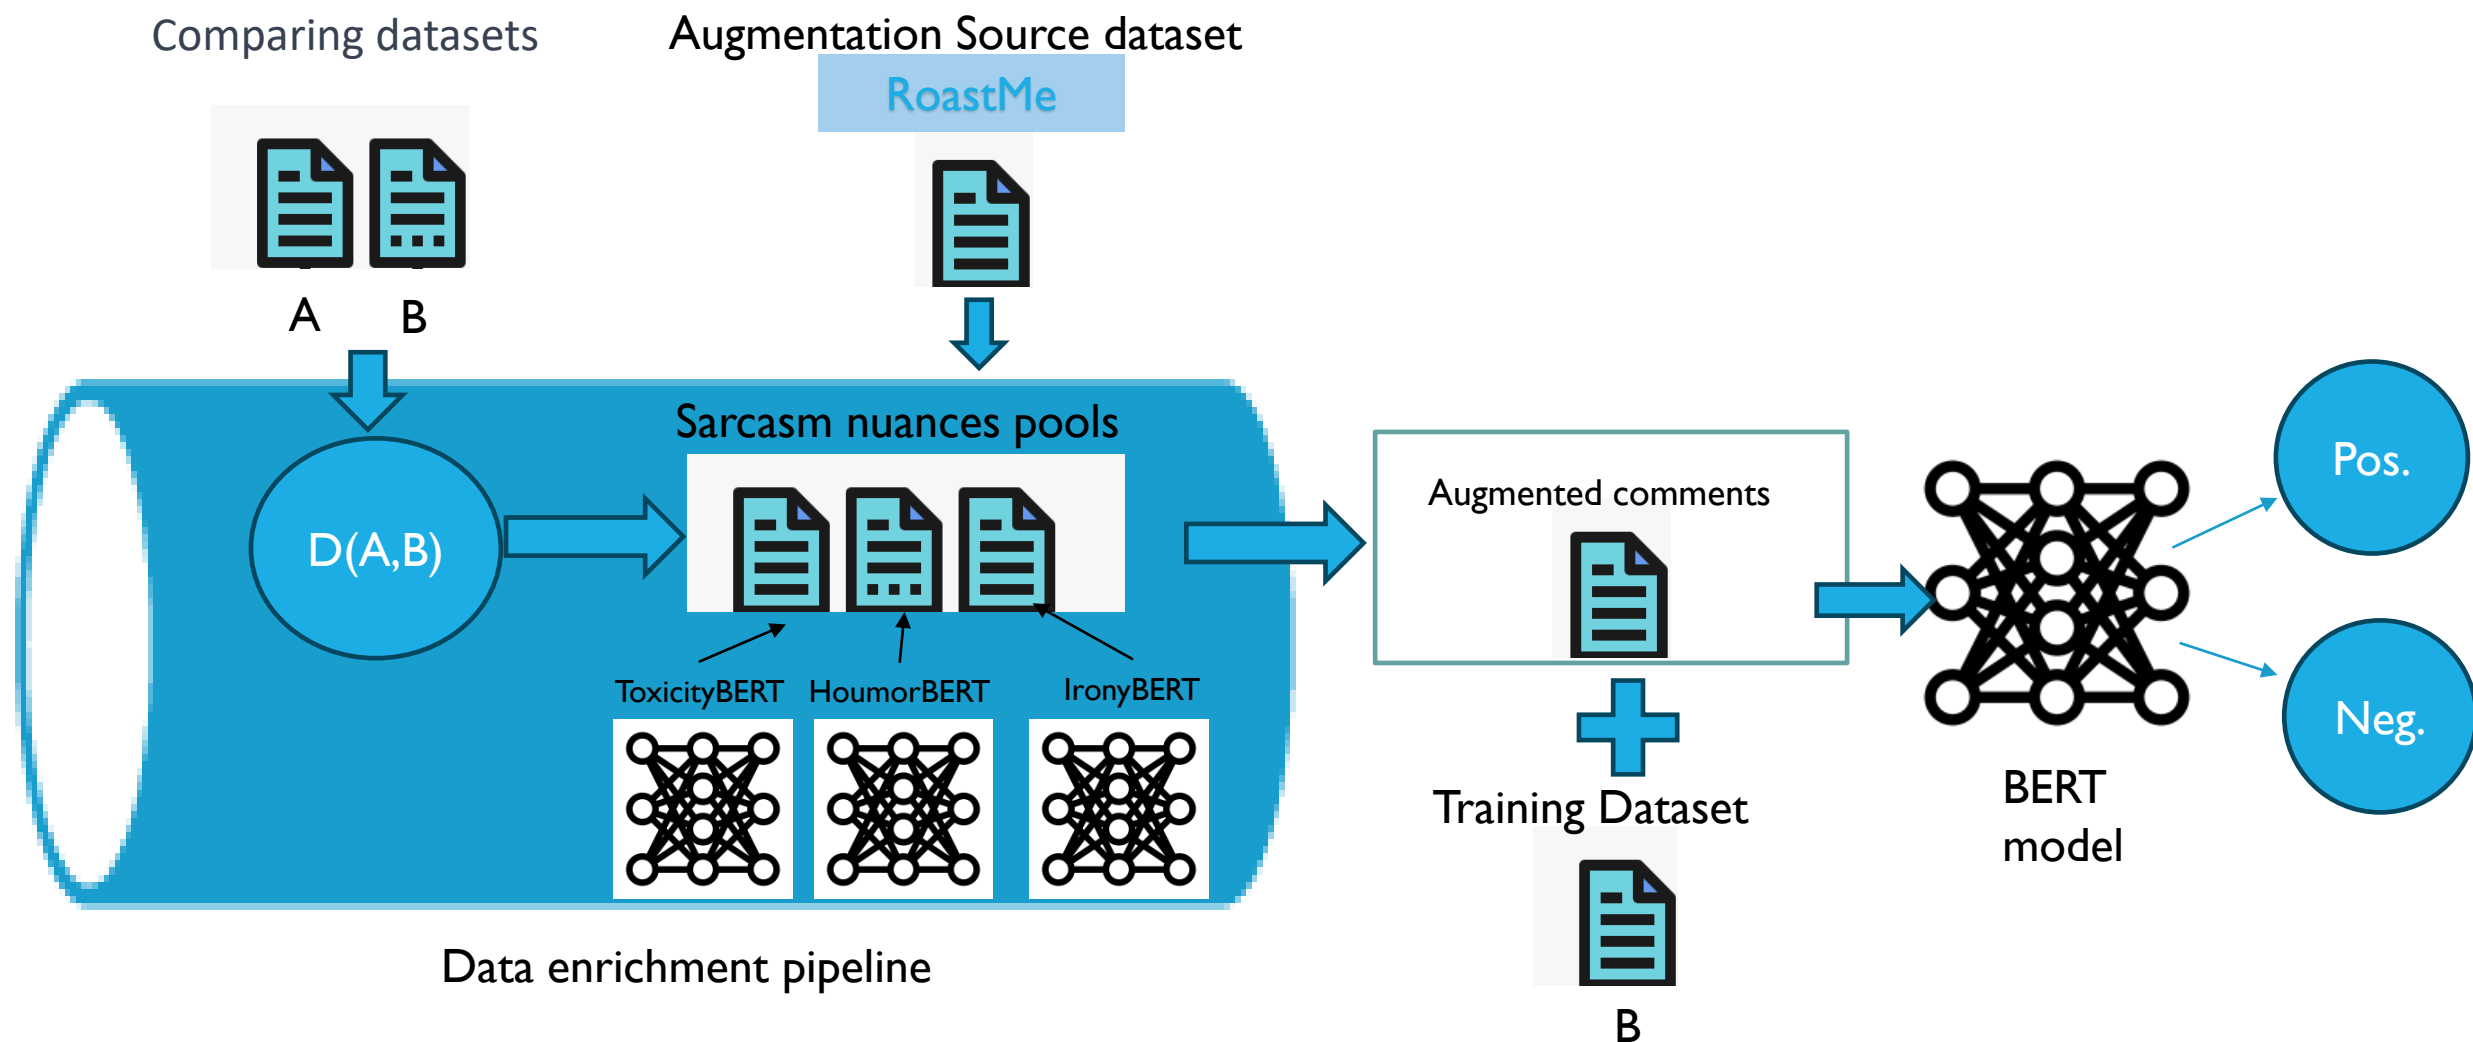 Comparing datasets
Augmentation Source dataset
RoastMe
A
B
Sarcasm nuances pools
D(A,B)
ToxicityBERT
HoumorBERT
IronyBERT
Data enrichment pipeline
Augmented comments
Training Dataset
B
BERT
model
Pos.
Neg.